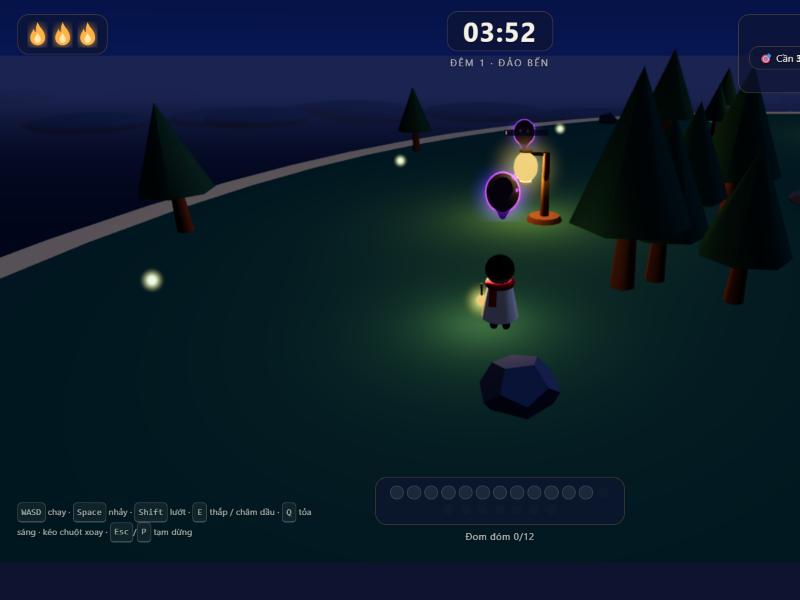 03:52
ĐÊM 1 · ĐẢO BẾN
Cần 3
WASD chạy · Space nhảy · Shift lướt · E thắp / châm dầu · Q tỏa
sáng · kéo chuột xoay · Esc / P tạm dừng
Đom đóm 0/12